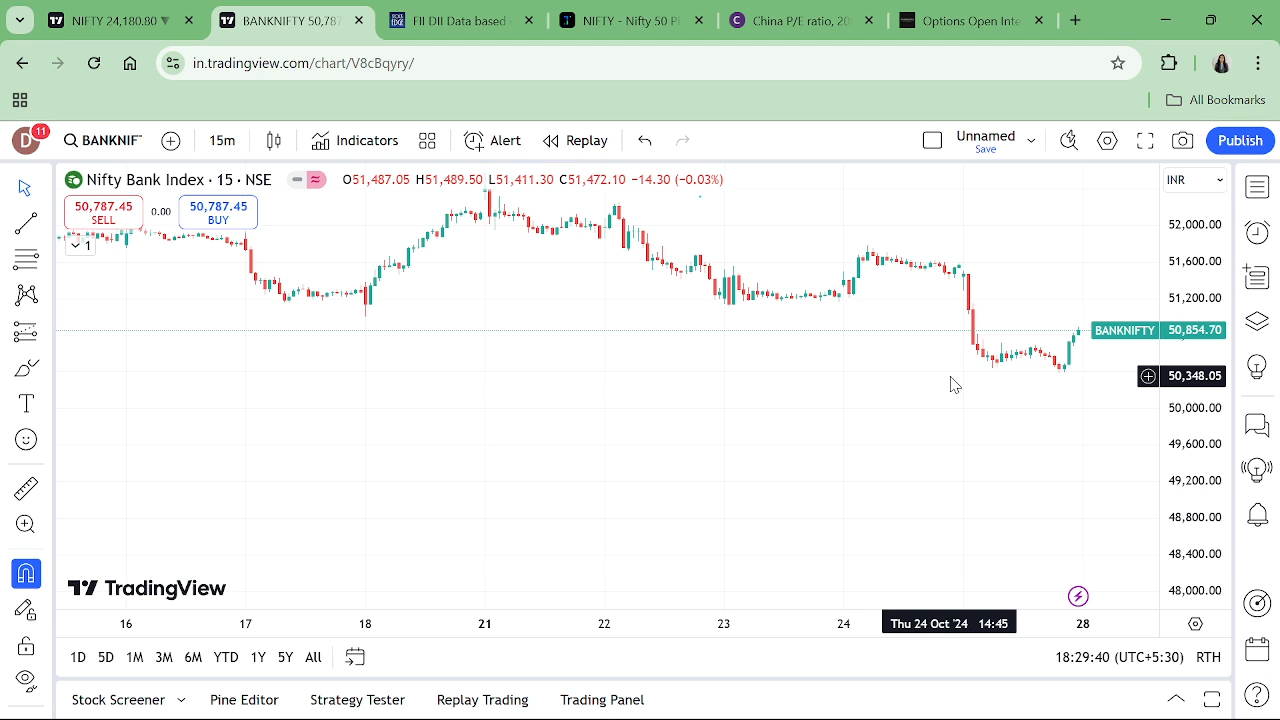 NIFTY 24,180.80 ▼
BANKNIFTY 50,787
FII DII Data based
NIFTY - Nifty 50 P
China P/E ratio, 20
Options Open Inte
in.tradingview.com/chart/V8cBqyry/
All Bookmarks
D 11
BANKNIF
15m
Indicators
Alert
Replay
Unnamed
Save
Publish
Nifty Bank Index · 15 · NSE
O51,487.05 H51,489.50 L51,411.30 C51,472.10 −14.30 (−0.03%)
INR
50,787.45
SELL
0.00
50,787.45
BUY
1
52,000.00
51,600.00
51,200.00
BANKNIFTY 50,854.70
50,348.05
50,000.00
49,600.00
49,200.00
48,800.00
48,400.00
48,000.00
TradingView
16 17 18 21 22 23 24 Thu 24 Oct '24 14:45 28
1D 5D 1M 3M 6M YTD 1Y 5Y All
18:29:40 (UTC+5:30) RTH
Stock Screener Pine Editor Strategy Tester Replay Trading Trading Panel